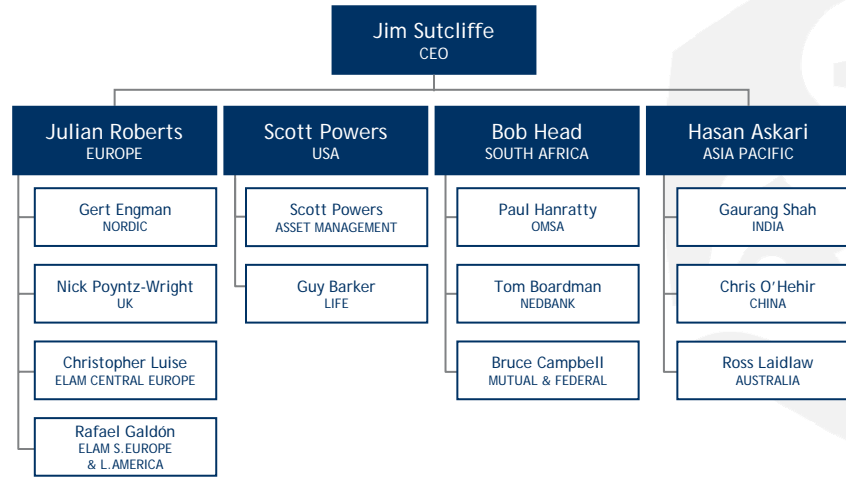 Jim Sutcliffe
CEO
Julian Roberts
EUROPE
Scott Powers
USA
Bob Head
SOUTH AFRICA
Hasan Askari
ASIA PACIFIC
Gert Engman
NORDIC
Nick Poyntz-Wright
UK
Christopher Luise
ELAM CENTRAL EUROPE
Rafael Galdón
ELAM S.EUROPE
& L.AMERICA
Scott Powers
ASSET MANAGEMENT
Guy Barker
LIFE
Paul Hanratty
OMSA
Tom Boardman
NEDBANK
Bruce Campbell
MUTUAL & FEDERAL
Gaurang Shah
INDIA
Chris O’Hehir
CHINA
Ross Laidlaw
AUSTRALIA